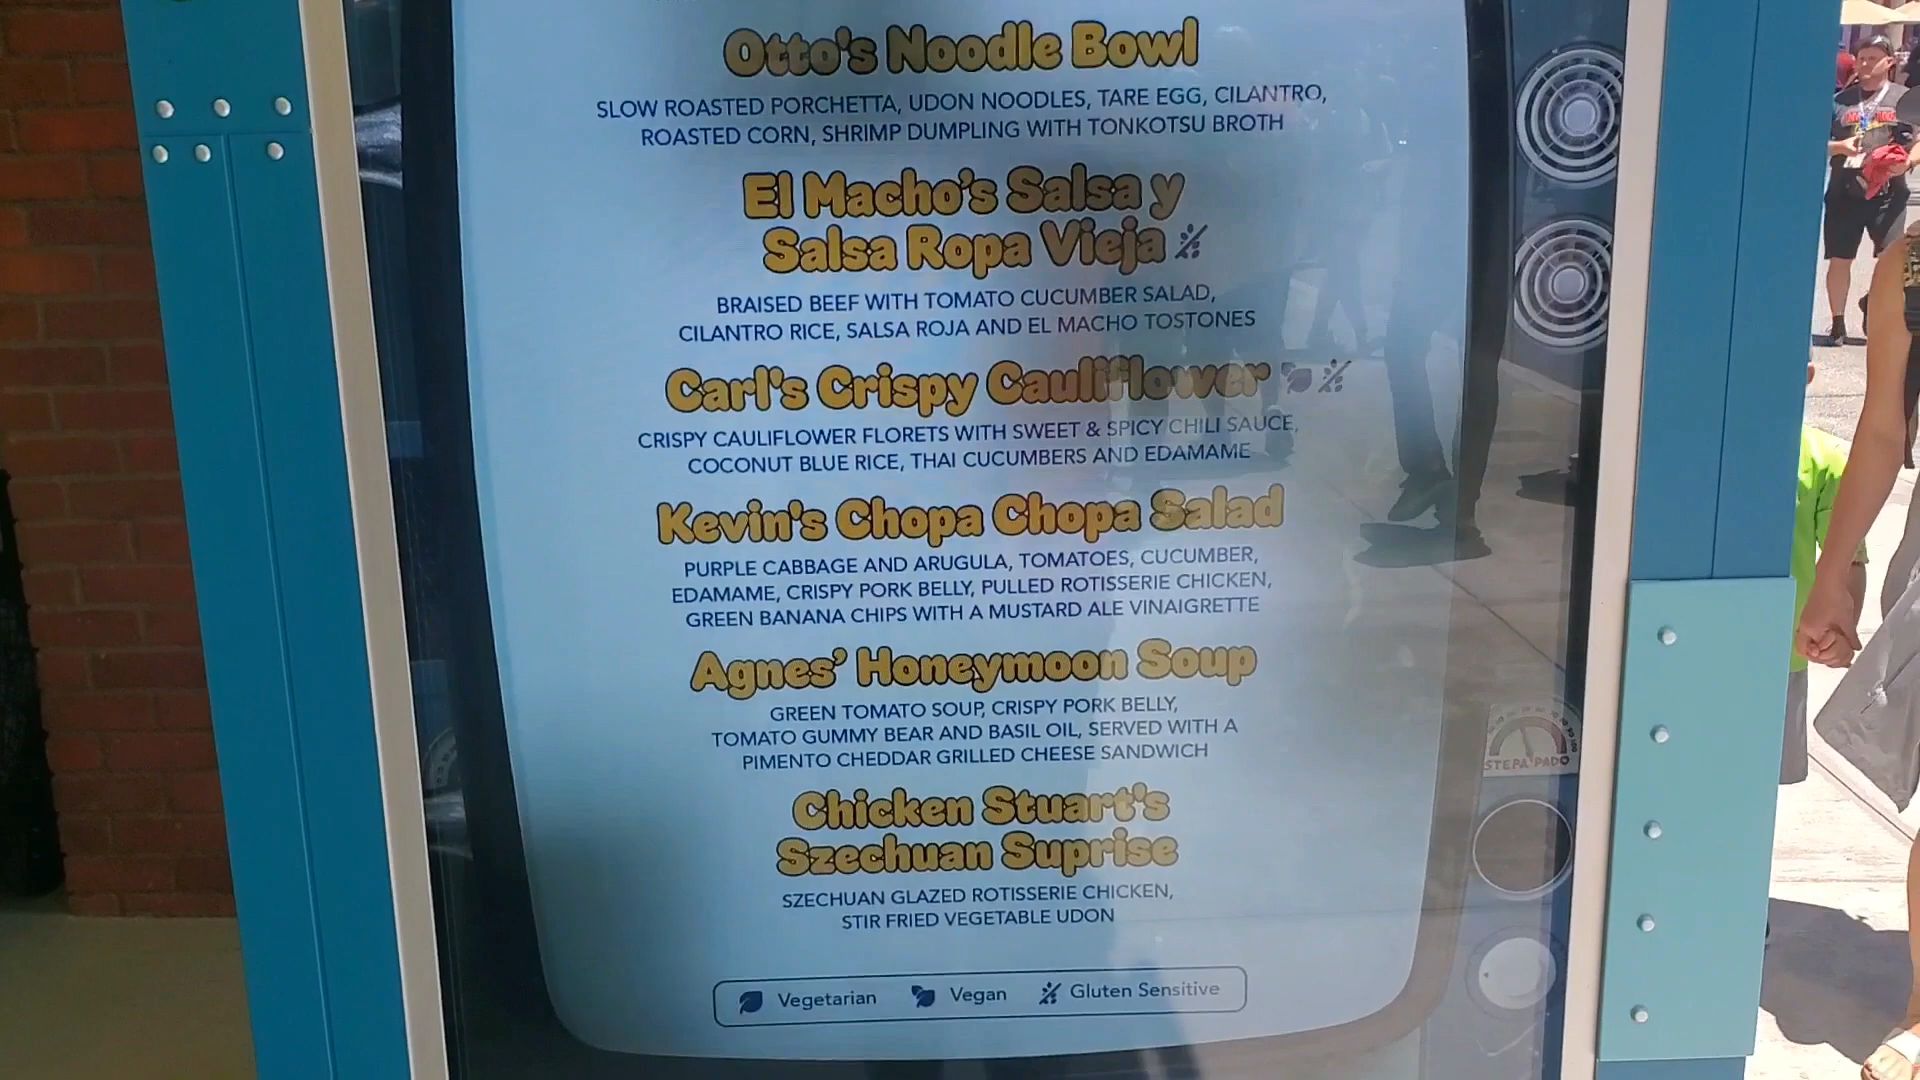 Otto's Noodle Bowl
SLOW ROASTED PORCHETTA, UDON NOODLES, TARE EGG, CILANTRO,
ROASTED CORN, SHRIMP DUMPLING WITH TONKOTSU BROTH
El Macho's Salsa y
Salsa Ropa Vieja
BRAISED BEEF WITH TOMATO CUCUMBER SALAD,
CILANTRO RICE, SALSA ROJA AND EL MACHO TOSTONES
Carl's Crispy Cauliflower
CRISPY CAULIFLOWER FLORETS WITH SWEET & SPICY CHILI SAUCE,
COCONUT BLUE RICE, THAI CUCUMBERS AND EDAMAME
Kevin's Chopa Chopa Salad
PURPLE CABBAGE AND ARUGULA, TOMATOES, CUCUMBER,
EDAMAME, CRISPY PORK BELLY, PULLED ROTISSERIE CHICKEN,
GREEN BANANA CHIPS WITH A MUSTARD ALE VINAIGRETTE
Agnes' Honeymoon Soup
GREEN TOMATO SOUP, CRISPY PORK BELLY,
TOMATO GUMMY BEAR AND BASIL OIL, SERVED WITH A
PIMENTO CHEDDAR GRILLED CHEESE SANDWICH
Chicken Stuart's
Szechuan Suprise
SZECHUAN GLAZED ROTISSERIE CHICKEN,
STIR FRIED VEGETABLE UDON
Vegetarian Vegan Gluten Sensitive
STEPA PADO